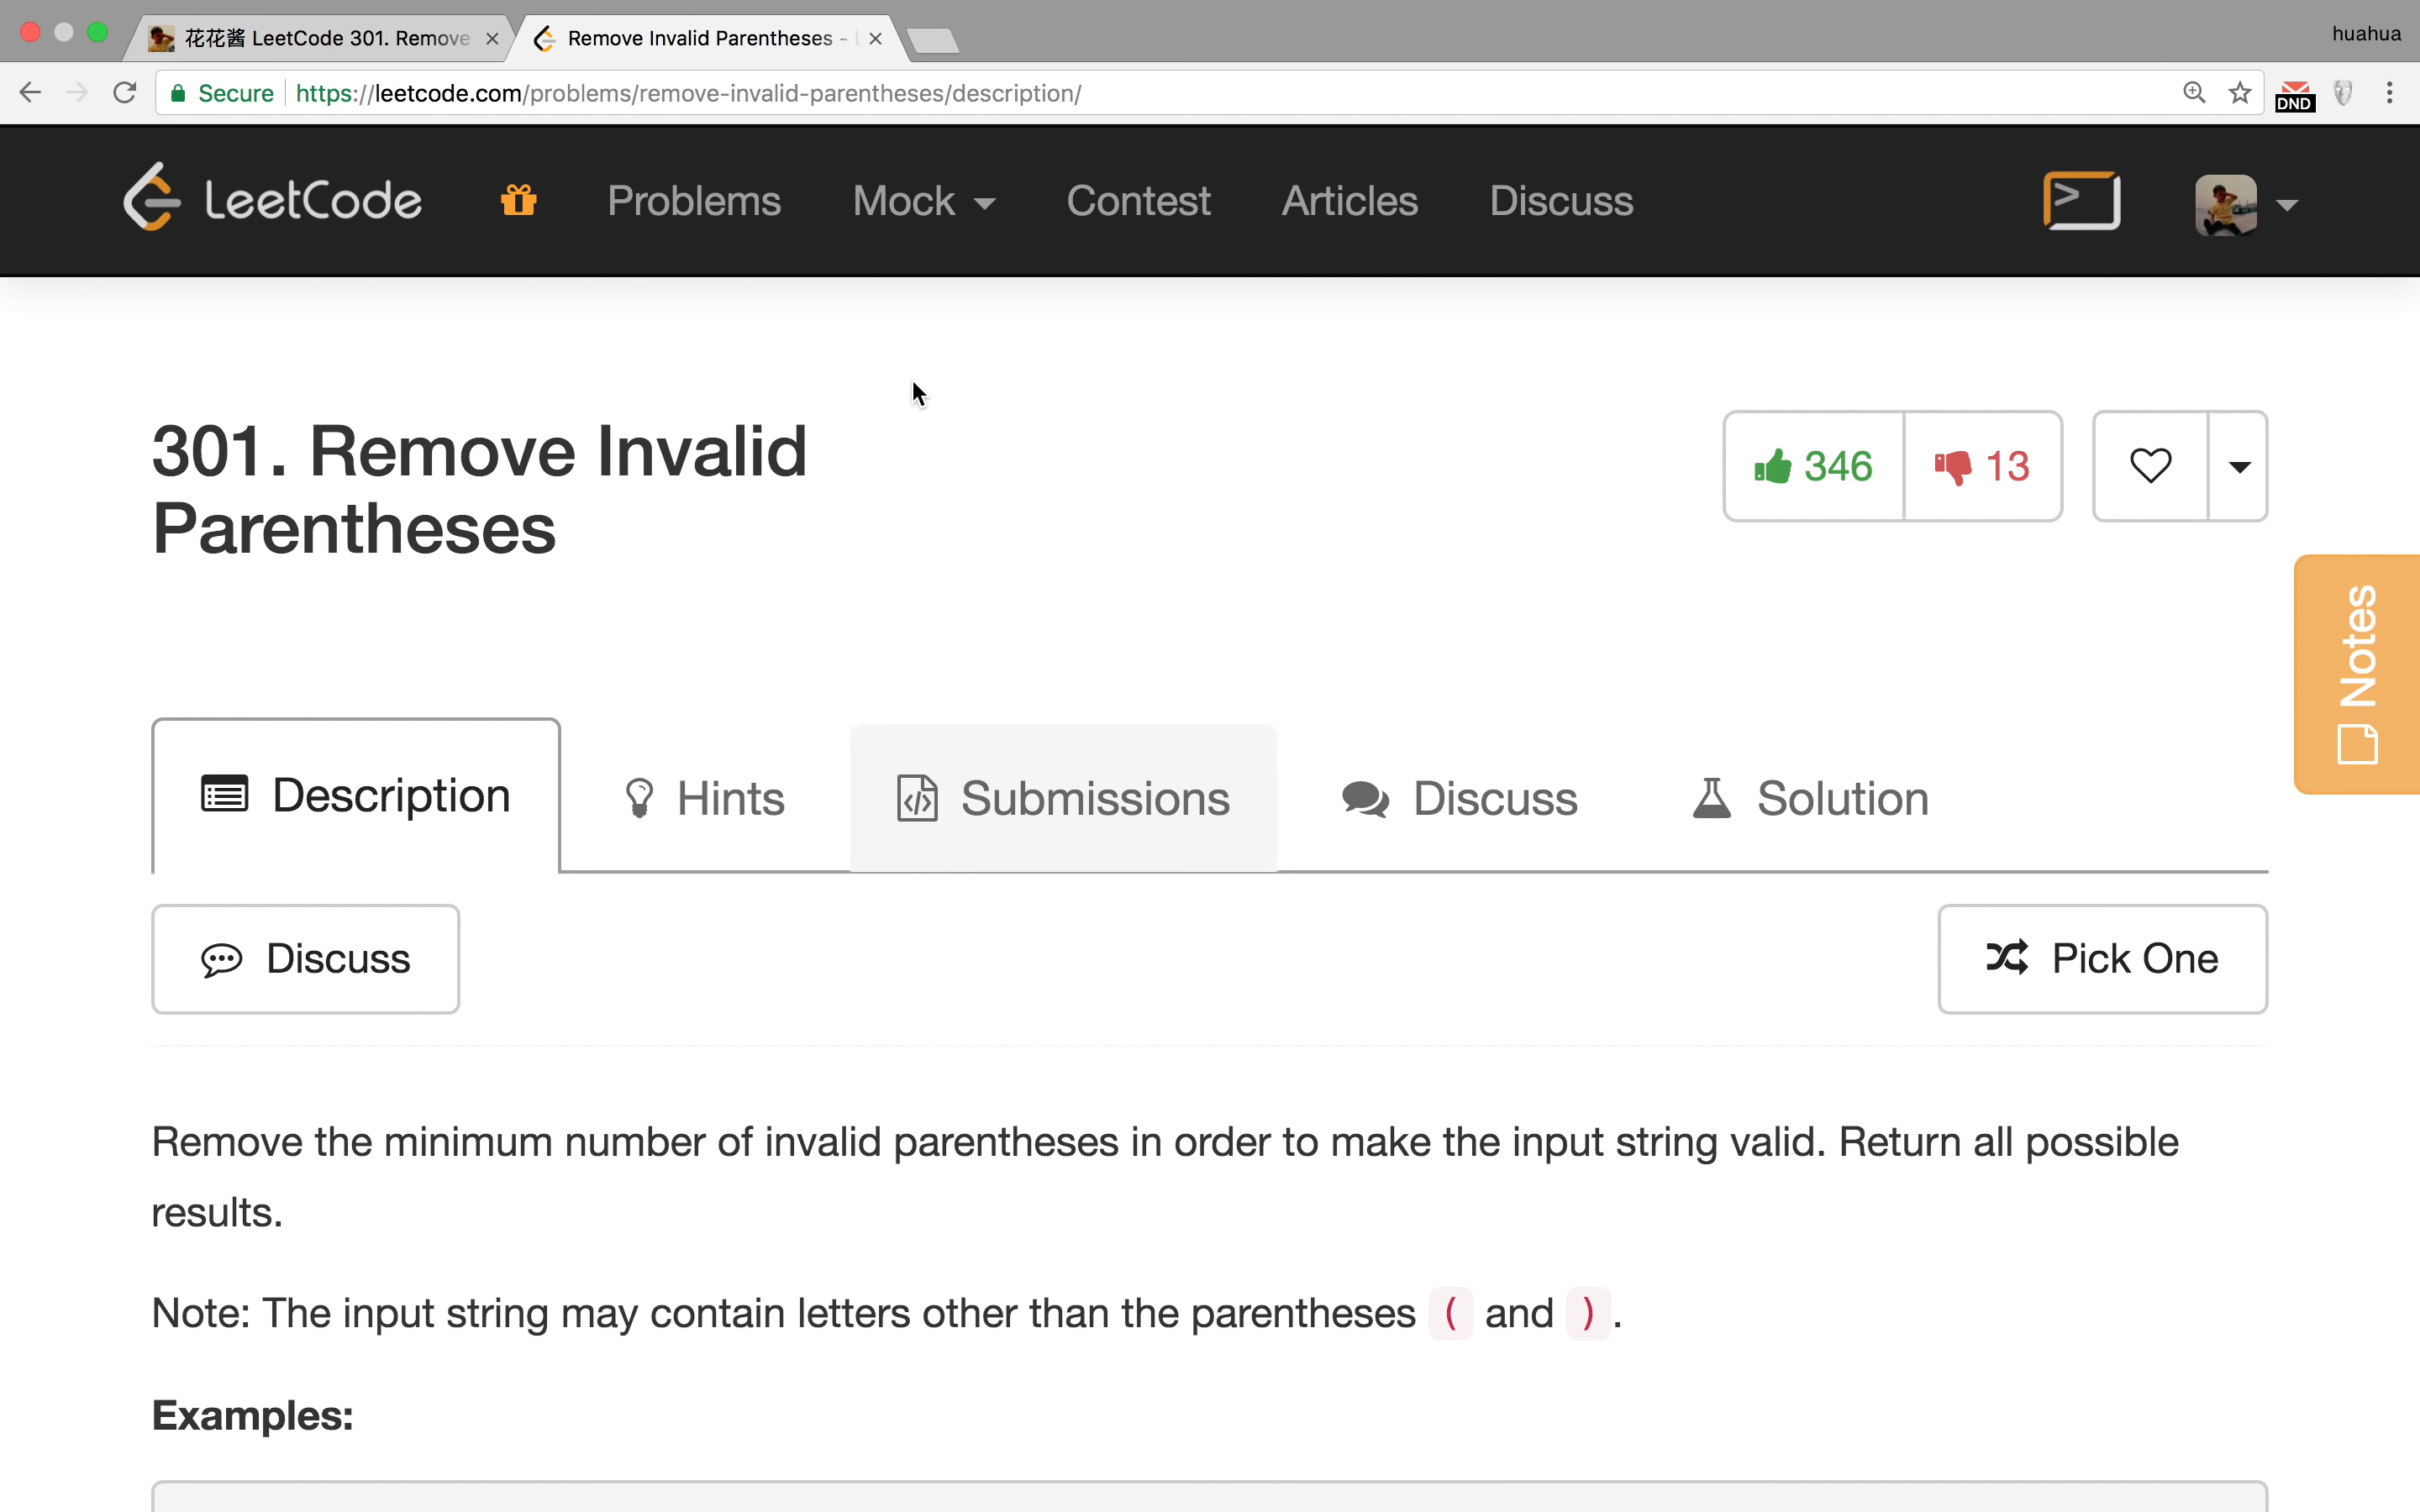 花花酱 LeetCode 301. Remove
Remove Invalid Parentheses -
huahua
Secure
https://leetcode.com/problems/remove-invalid-parentheses/description/
DND
LeetCode
Problems
Mock
Contest
Articles
Discuss
301. Remove Invalid
Parentheses
346
13
Notes
Description
Hints
Submissions
Discuss
Solution
Discuss
Pick One
Remove the minimum number of invalid parentheses in order to make the input string valid. Return all possible
results.
Note: The input string may contain letters other than the parentheses ( and ).
Examples: